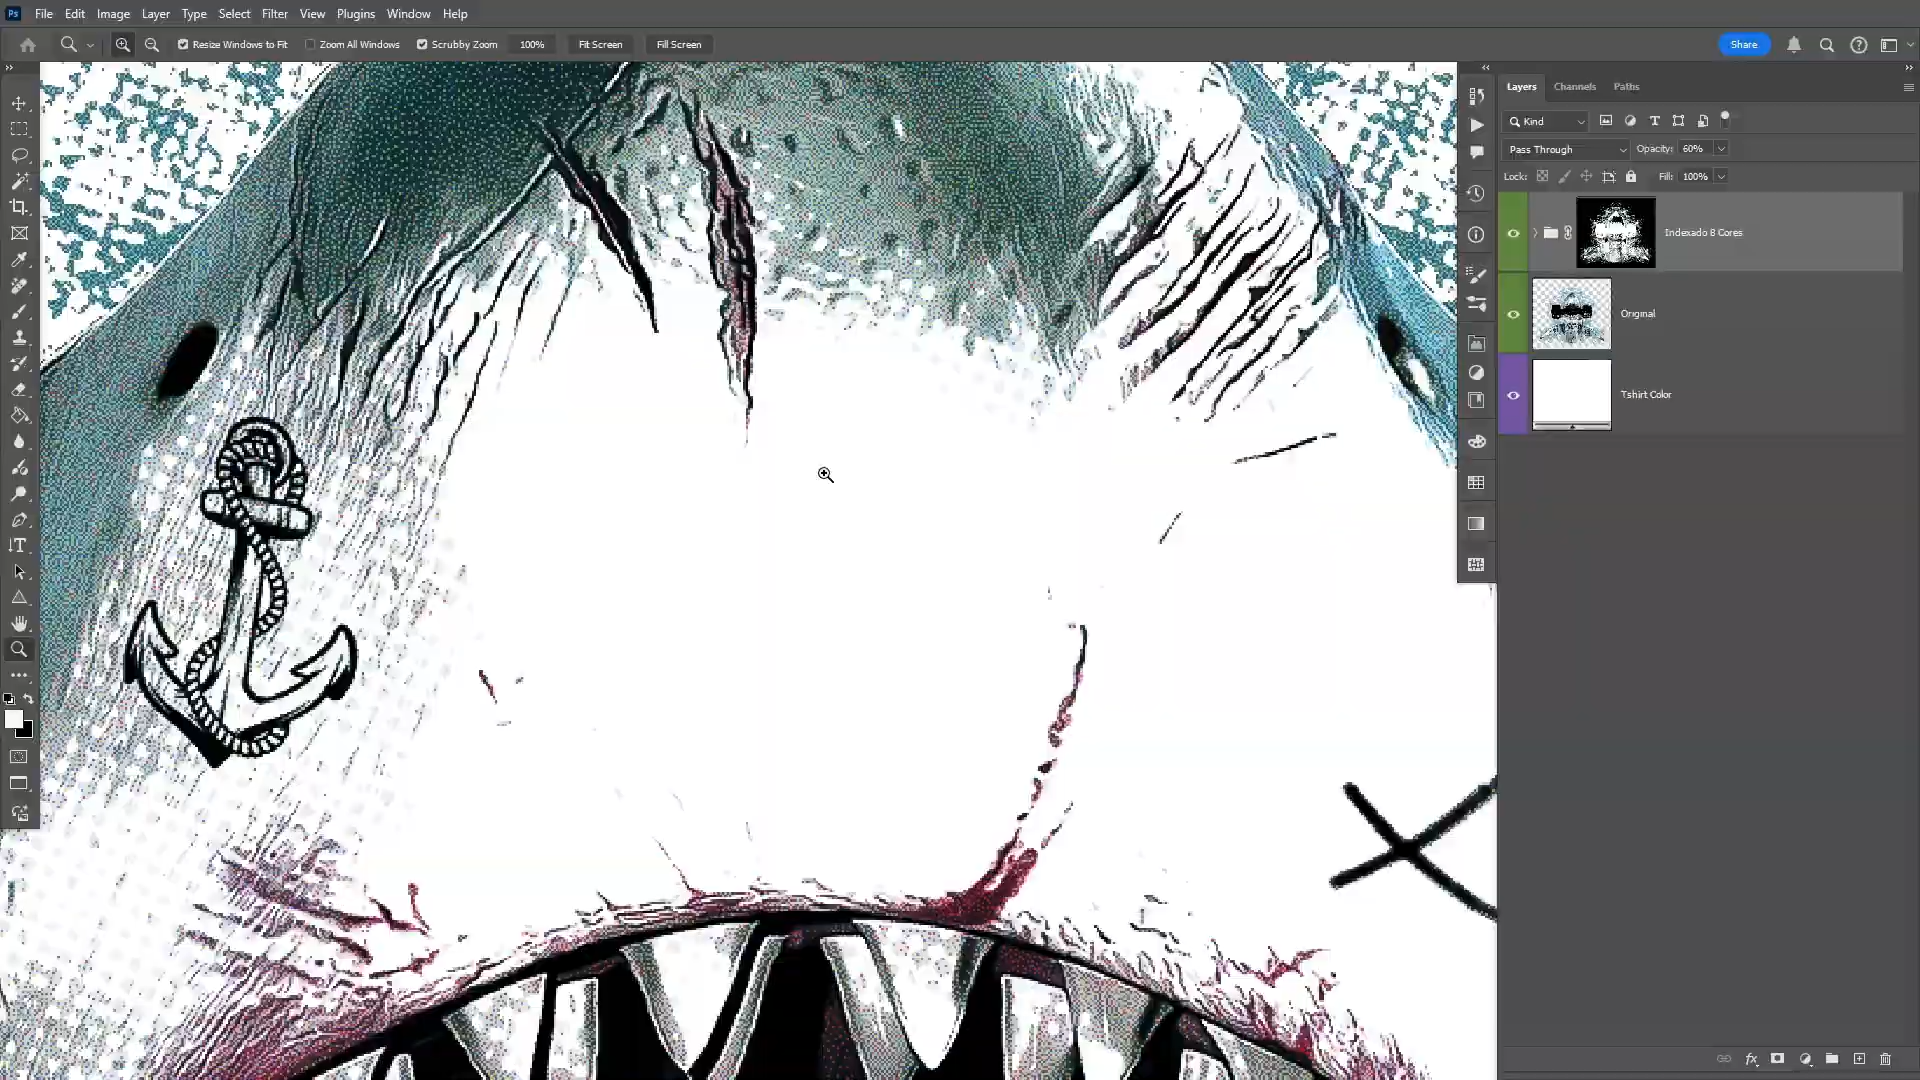 Ps File Edit Image Layer Type Select Filter View Plugins Window Help
Resize Windows to Fit Zoom All Windows Scrubby Zoom 100% Fit Screen Fill Screen Share
Layers Channels Paths
Kind
Pass Through Opacity: 60%
Lock: Fill: 100%
Indexado 8 Cores
Original
Tshirt Color